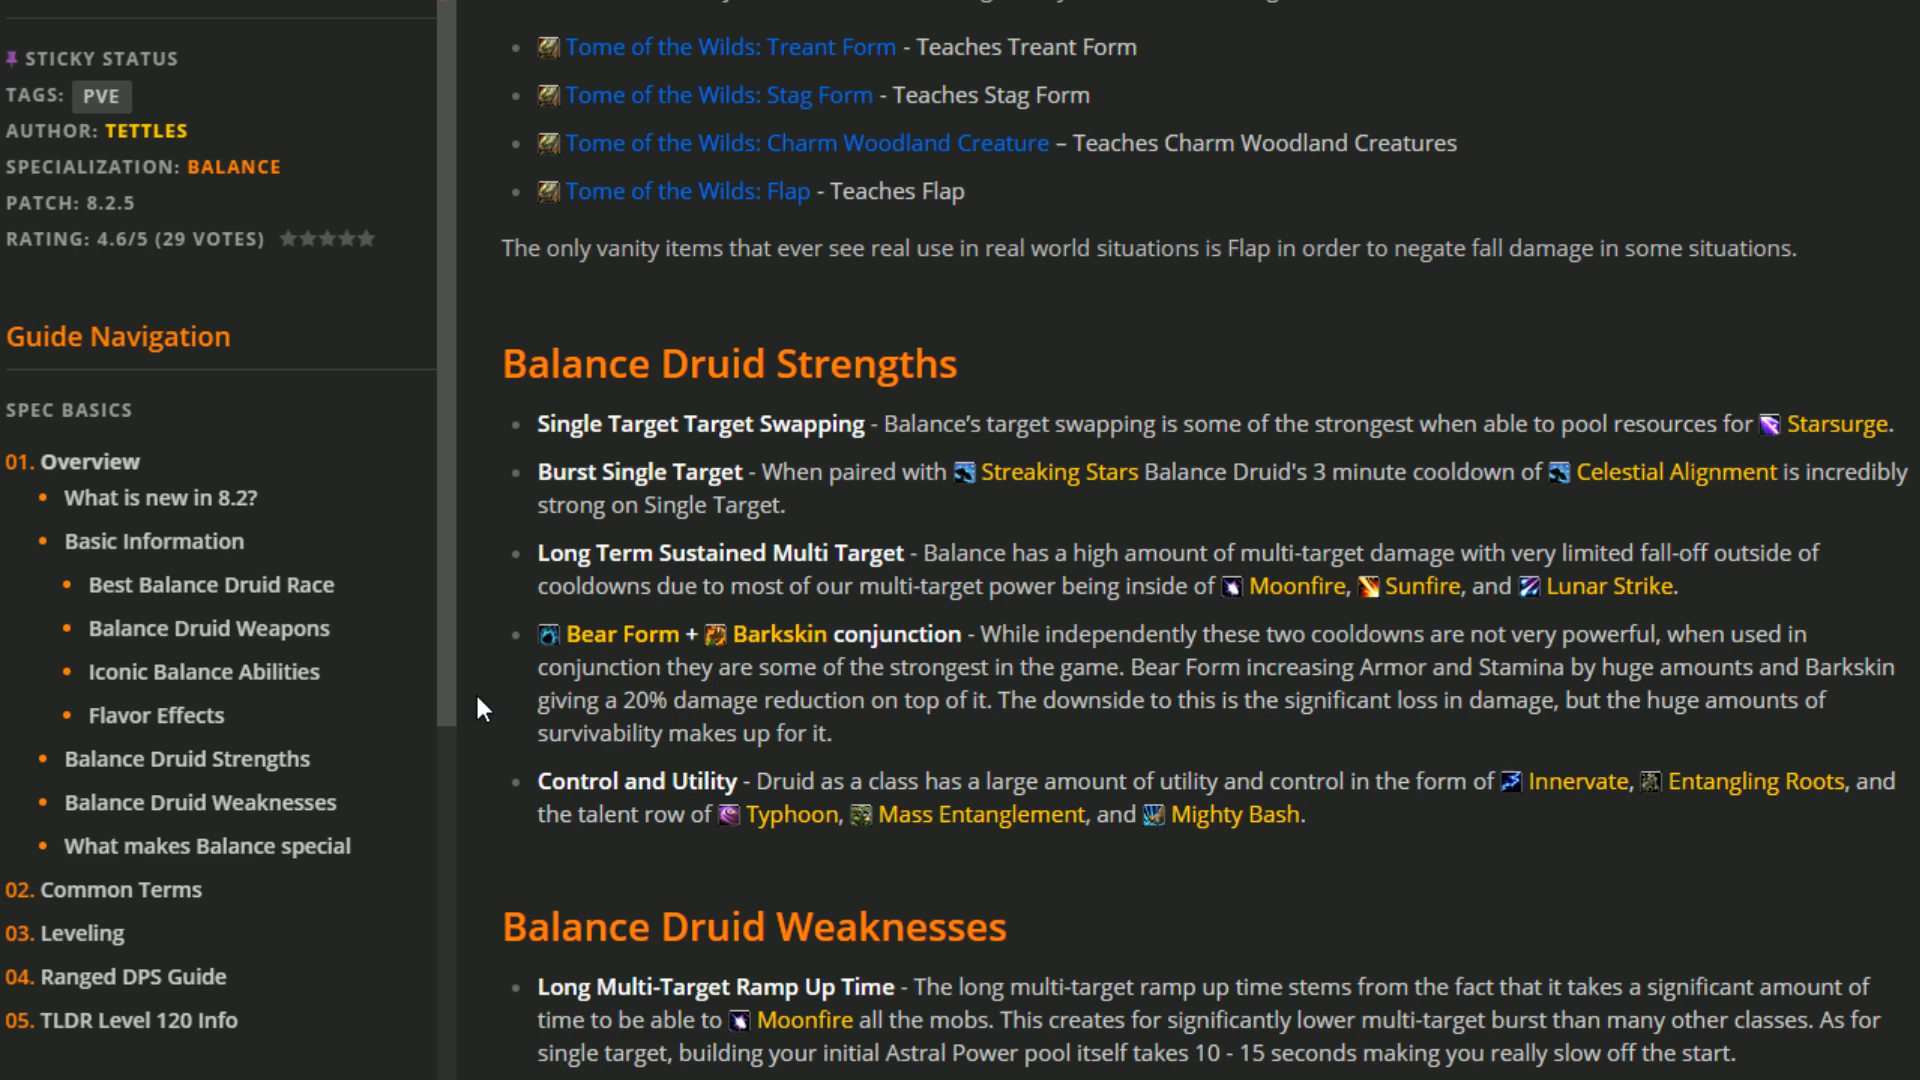 STICKY STATUS
TAGS: PVE
AUTHOR: TETTLES
SPECIALIZATION: BALANCE
PATCH: 8.2.5
RATING: 4.6/5 (29 VOTES)
Guide Navigation
SPEC BASICS
01. Overview
What is new in 8.2?
Basic Information
Best Balance Druid Race
Balance Druid Weapons
Iconic Balance Abilities
Flavor Effects
Balance Druid Strengths
Balance Druid Weaknesses
What makes Balance special
02. Common Terms
03. Leveling
04. Ranged DPS Guide
05. TLDR Level 120 Info
Tome of the Wilds: Treant Form - Teaches Treant Form
Tome of the Wilds: Stag Form - Teaches Stag Form
Tome of the Wilds: Charm Woodland Creature – Teaches Charm Woodland Creatures
Tome of the Wilds: Flap - Teaches Flap
The only vanity items that ever see real use in real world situations is Flap in order to negate fall damage in some situations.
Balance Druid Strengths
Single Target Target Swapping - Balance’s target swapping is some of the strongest when able to pool resources for Starsurge.
Burst Single Target - When paired with Streaking Stars Balance Druid's 3 minute cooldown of Celestial Alignment is incredibly
strong on Single Target.
Long Term Sustained Multi Target - Balance has a high amount of multi-target damage with very limited fall-off outside of
cooldowns due to most of our multi-target power being inside of Moonfire, Sunfire, and Lunar Strike.
Bear Form + Barkskin conjunction - While independently these two cooldowns are not very powerful, when used in
conjunction they are some of the strongest in the game. Bear Form increasing Armor and Stamina by huge amounts and Barkskin
giving a 20% damage reduction on top of it. The downside to this is the significant loss in damage, but the huge amounts of
survivability makes up for it.
Control and Utility - Druid as a class has a large amount of utility and control in the form of Innervate, Entangling Roots, and
the talent row of Typhoon, Mass Entanglement, and Mighty Bash.
Balance Druid Weaknesses
Long Multi-Target Ramp Up Time - The long multi-target ramp up time stems from the fact that it takes a significant amount of
time to be able to Moonfire all the mobs. This creates for significantly lower multi-target burst than many other classes. As for
single target, building your initial Astral Power pool itself takes 10 - 15 seconds making you really slow off the start.